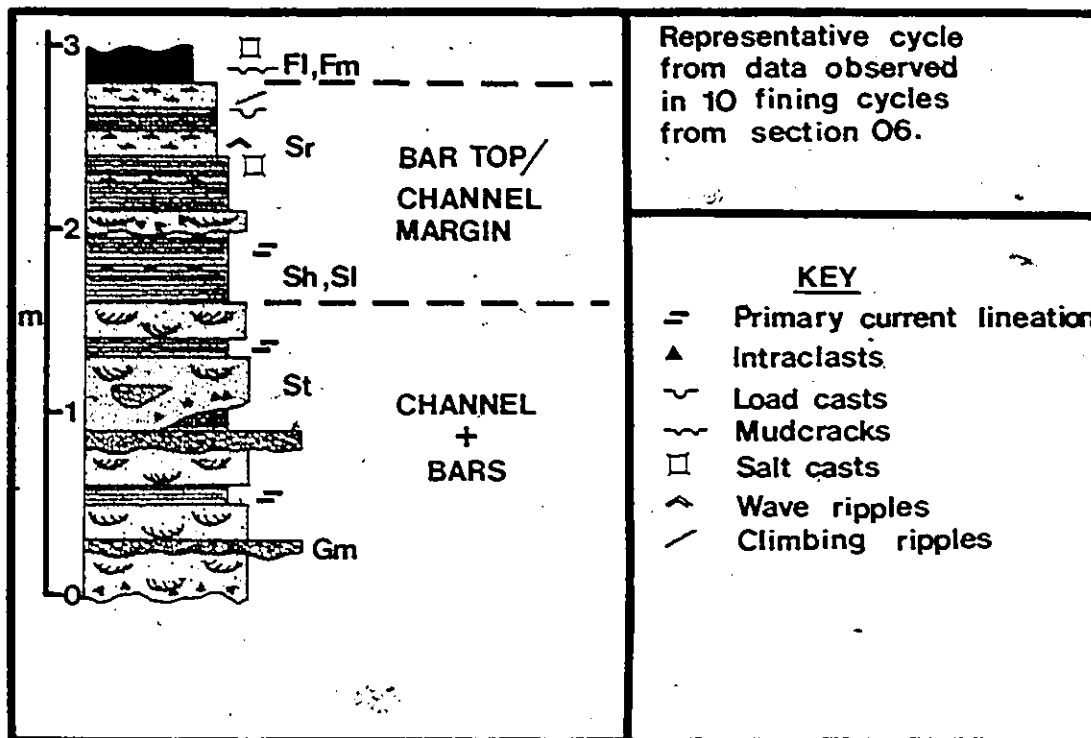 3
Fl,Fm
Sr
BAR TOP/
CHANNEL
MARGIN
2
Sh,Sl
m
St
1
CHANNEL
+
BARS
Gm
0
Representative cycle
from data observed
in 10 fining cycles
from section 06.
KEY
Primary current lineation
Intraclasts
Load casts
Mudcracks
Salt casts
Wave ripples
Climbing ripples